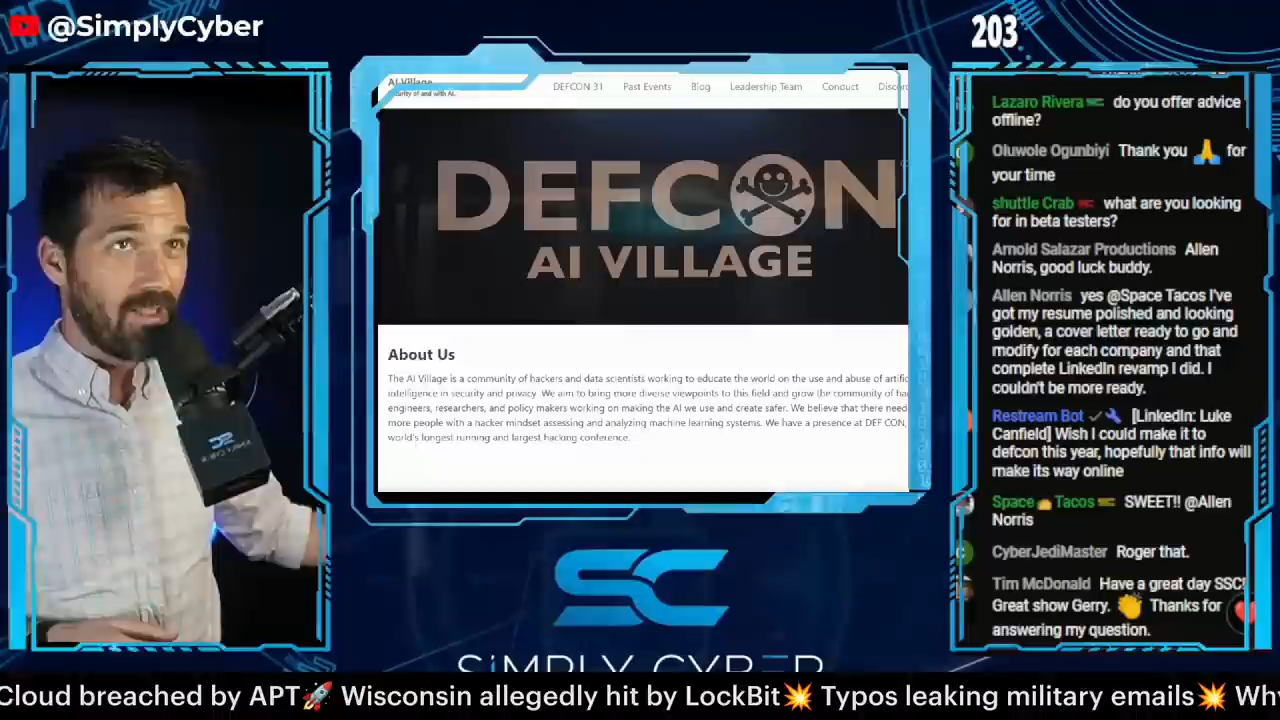 @SimplyCyber
203
AI Village
DEFCON 31 Past Events Blog Leadership Team Conduct
DEFCON
AI VILLAGE
About Us
The AI Village is a community of hackers and data scientists working to educate the world on the use and abuse of
intelligence in security and privacy. We aim to bring more diverse viewpoints to this field and grow the community of
engineers, researchers, and policy makers working on making the AI we use and create safer. We believe that there need
more people with a hacker mindset assessing and analyzing machine learning systems. We have a presence at DEF CON,
world's longest running and largest hacking conference.
Lazaro Rivera do you offer advice
offline?
Oluwole Ogunbiyi Thank you 🙏 for
your time
shuttle Crab what are you looking
for in beta testers?
Arnold Salazar Productions Allen
Norris, good luck buddy.
Allen Norris yes @Space Tacos I've
got my resume polished and looking
golden, a cover letter ready to go and
modify for each company and that
complete LinkedIn revamp I did. I
couldn't be more ready.
Restream Bot [LinkedIn: Luke
Canfield] Wish I could make it to
defcon this year, hopefully that info will
make its way online
Space 🌮 Tacos SWEET!! @Allen
Norris
CyberJediMaster Roger that.
Tim McDonald Have a great day SSC!
Great show Gerry. 👏 Thanks for
answering my question.
SC
SIMPLY CYBER
Cloud breached by APT🚀 Wisconsin allegedly hit by LockBit💥 Typos leaking military emails💥 Wh